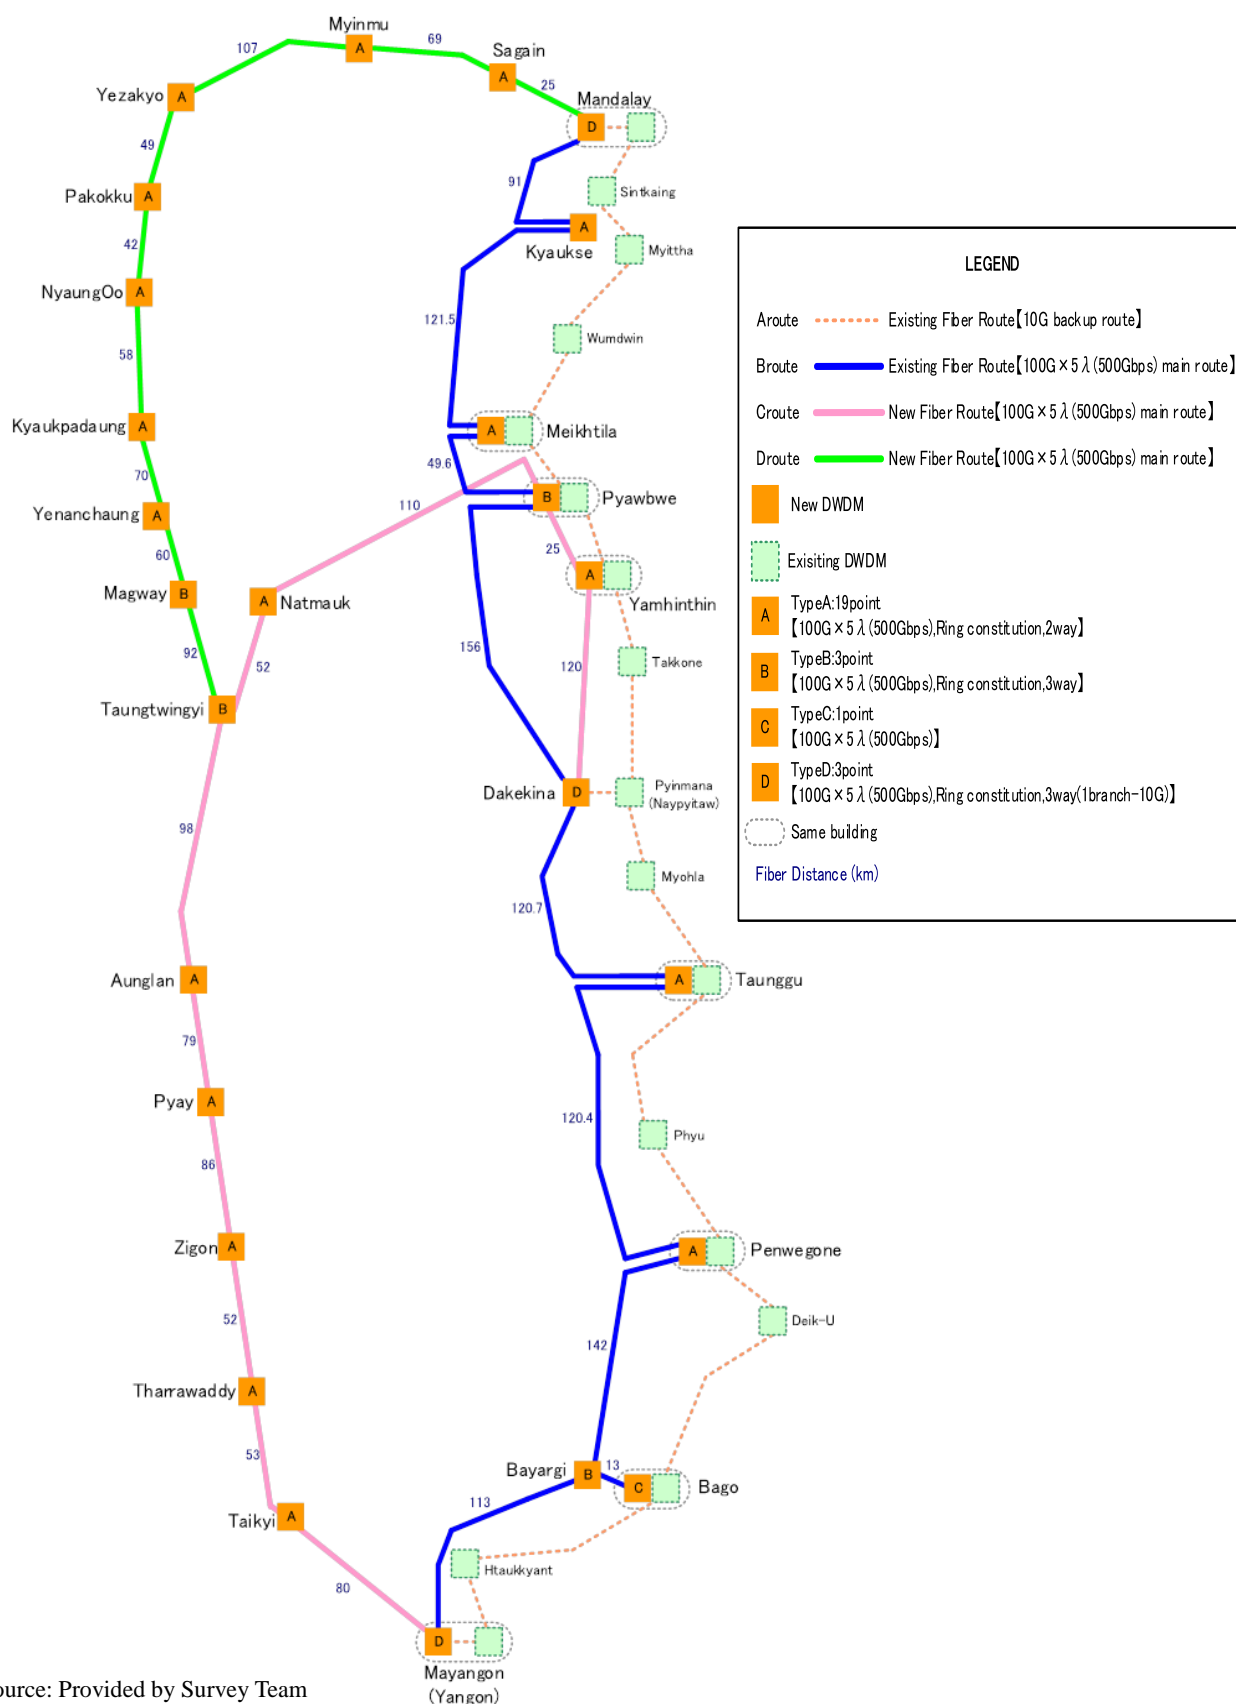 Myinmu
107
69
Sagain
Yezakyo
A
A
A
25
Mandalay
D
49
Pakokku
A
91
Sintkaing
42
A
Kyaukse
Myittha
NyaungOo
A
121.5
Wumdwin
58
Kyaukpadaung
A
A
Meikhtila
70
49.6
110
B
Pyawbwe
Yenanchaung
A
60
25
Magway
B
A
Natmauk
A
Yamhinthin
92
52
156
120
Takkone
Taungtwingyi
B
Dakekina
D
Pyinmana
(Naypyitaw)
98
Myohla
120.7
Aunglan
A
A
Taunggu
79
Pyay
A
120.4
Phyu
86
Zigon
A
A
Penwegone
52
Deik-U
142
Tharrawaddy
A
53
Bayargi
B
13
C
Bago
113
Taikyi
A
Htaukkyant
80
D
Mayangon
(Yangon)
LEGEND
Aroute Existing Fiber Route【10G backup route】
Broute Existing Fiber Route【100G×5λ(500Gbps) main route】
Croute New Fiber Route【100G×5λ(500Gbps) main route】
Droute New Fiber Route【100G×5λ(500Gbps) main route】
New DWDM
Exisiting DWDM
A TypeA:19point
【100G×5λ(500Gbps),Ring constitution,2way】
B TypeB:3point
【100G×5λ(500Gbps),Ring constitution,3way】
C TypeC:1point
【100G×5λ(500Gbps)】
D TypeD:3point
【100G×5λ(500Gbps),Ring constitution,3way(1branch-10G)】
Same building
Fiber Distance (km)
ource: Provided by Survey Team